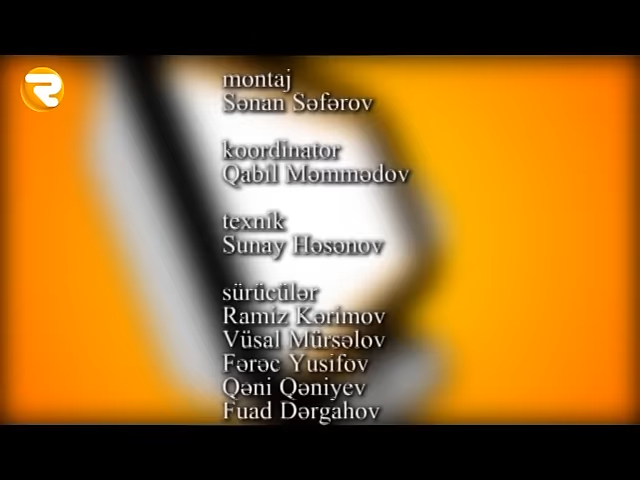 montaj
Sənan Səfərov
koordinator
Qabil Məmmədov
texnik
Sunay Həsənov
sürücülər
Ramiz Kərimov
Vüsal Mürsəlov
Fərəc Yusifov
Qəni Qəniyev
Fuad Dərgahov